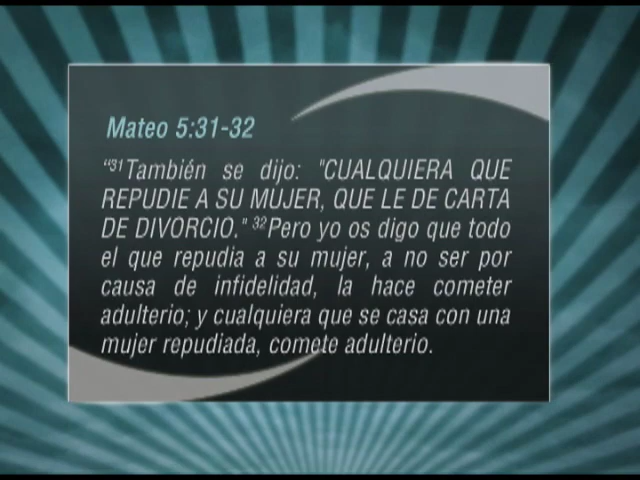 Mateo 5:31-32
“³¹También se dijo: "CUALQUIERA QUE
REPUDIE A SU MUJER, QUE LE DE CARTA
DE DIVORCIO." ³²Pero yo os digo que todo
el que repudia a su mujer, a no ser por
causa de infidelidad, la hace cometer
adulterio; y cualquiera que se casa con una
mujer repudiada, comete adulterio.